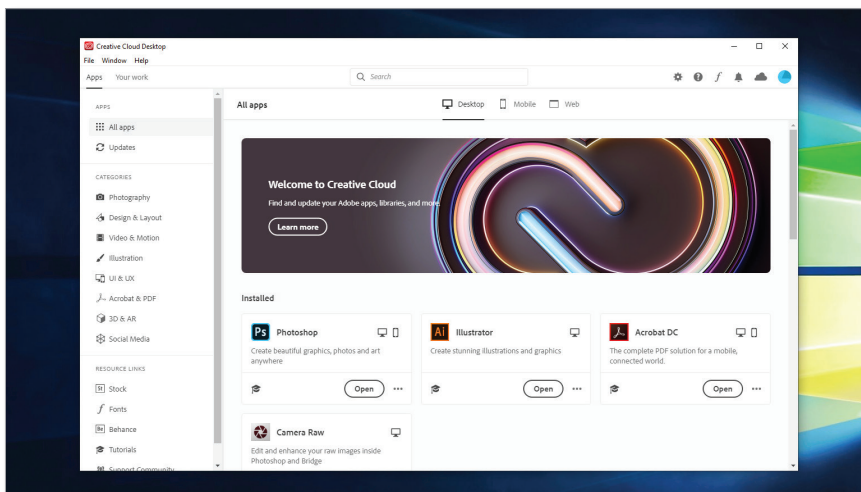 Creative Cloud Desktop
File Window Help
Apps Your work
Search
APPS
All apps
Updates
CATEGORIES
Photography
Design & Layout
Video & Motion
Illustration
UI & UX
Acrobat & PDF
3D & AR
Social Media
RESOURCE LINKS
St Stock
Fonts
Be Behance
Tutorials
Support Community
All apps
Desktop Mobile Web
Welcome to Creative Cloud
Find and update your Adobe apps, libraries, and more.
Learn more
Installed
Ps Photoshop
Create beautiful graphics, photos and art
anywhere
Open
Ai Illustrator
Create stunning illustrations and graphics
Open
Acrobat DC
The complete PDF solution for a mobile,
connected world.
Open
Camera Raw
Edit and enhance your raw images inside
Photoshop and Bridge